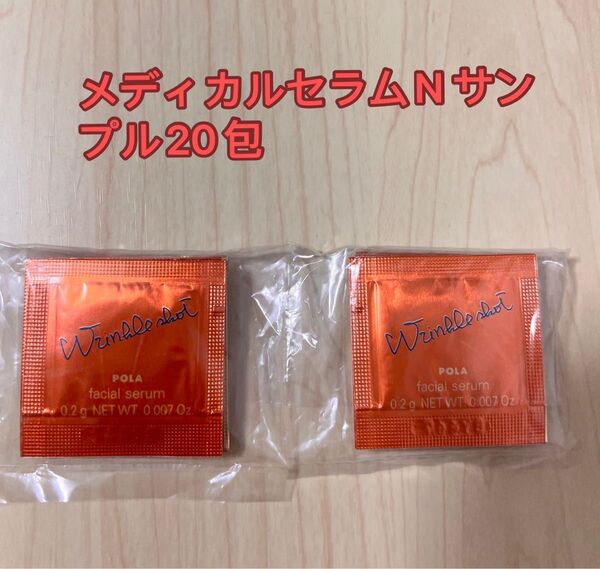 メディカルセラムNサン
プル20包
Wrinkle shot
POLA
facial serum
0.2g NET WT. 0.007 Oz.
Wrinkle shot
POLA
facial serum
0.2g NET WT. 0.007 Oz.